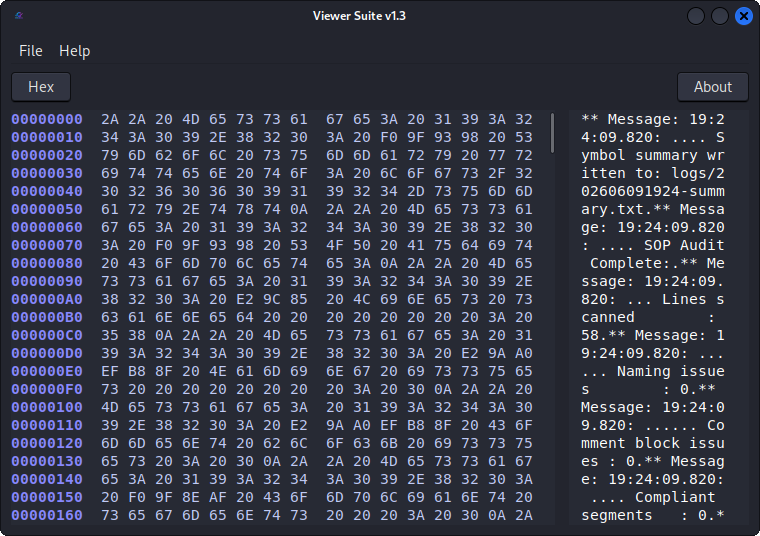 Viewer Suite v1.3
File Help
Hex About
00000000 2A 2A 20 4D 65 73 73 61 67 65 3A 20 31 39 3A 32 ** Message: 19:2
00000010 34 3A 30 39 2E 38 32 30 3A 20 F0 9F 93 98 20 53 4:09.820: .... S
00000020 79 6D 62 6F 6C 20 73 75 6D 6D 61 72 79 20 77 72 ymbol summary wr
00000030 69 74 74 65 6E 20 74 6F 3A 20 6C 6F 67 73 2F 32 itten to: logs/2
00000040 30 32 36 30 36 30 39 31 39 32 34 2D 73 75 6D 6D 02606091924-summ
00000050 61 72 79 2E 74 78 74 0A 2A 2A 20 4D 65 73 73 61 ary.txt.** Messa
00000060 67 65 3A 20 31 39 3A 32 34 3A 30 39 2E 38 32 30 ge: 19:24:09.820
00000070 3A 20 F0 9F 93 98 20 53 4F 50 20 41 75 64 69 74 : .... SOP Audit
00000080 20 43 6F 6D 70 6C 65 74 65 3A 0A 2A 2A 20 4D 65 Complete:.** Me
00000090 73 73 61 67 65 3A 20 31 39 3A 32 34 3A 30 39 2E ssage: 19:24:09.
000000A0 38 32 30 3A 20 E2 9C 85 20 4C 69 6E 65 73 20 73 820: ... Lines s
000000B0 63 61 6E 6E 65 64 20 20 20 20 20 20 20 20 3A 20 canned : 
000000C0 35 38 0A 2A 2A 20 4D 65 73 73 61 67 65 3A 20 31 58.** Message: 1
000000D0 39 3A 32 34 3A 30 39 2E 38 32 30 3A 20 E2 9A A0 9:24:09.820: ...
000000E0 EF B8 8F 20 4E 61 6D 69 6E 67 20 69 73 73 75 65 ... Naming issue
000000F0 73 20 20 20 20 20 20 20 20 3A 20 30 0A 2A 2A 20 s : 0.** 
00000100 4D 65 73 73 61 67 65 3A 20 31 39 3A 32 34 3A 30 Message: 19:24:0
00000110 39 2E 38 32 30 3A 20 E2 9A A0 EF B8 8F 20 43 6F 9.820: ...... Co
00000120 6D 6D 65 6E 74 20 62 6C 6F 63 6B 20 69 73 73 75 mment block issu
00000130 65 73 20 3A 20 30 0A 2A 2A 20 4D 65 73 73 61 67 es : 0.** Messag
00000140 65 3A 20 31 39 3A 32 34 3A 30 39 2E 38 32 30 3A e: 19:24:09.820:
00000150 20 F0 9F 8E AF 20 43 6F 6D 70 6C 69 61 6E 74 20 .... Compliant
00000160 73 65 67 6D 65 6E 74 73 20 20 20 3A 20 30 0A 2A segments : 0.*